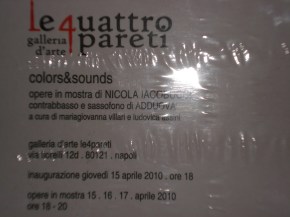 le4quattro
galleria pareti
d'arte
colors&sounds
opere in mostra di NICOLA
contrabbasso e sassofono di ADDUOVA
a cura di mariagiovanna villari e ludovica
galleria d'arte le4pareti
12d . 80121 . napoli
inaugurazione giovedì 15 aprile 2010 . ore 18
opere in mostra 15 . 16 . 17 . aprile 2010
ore 18 - 20